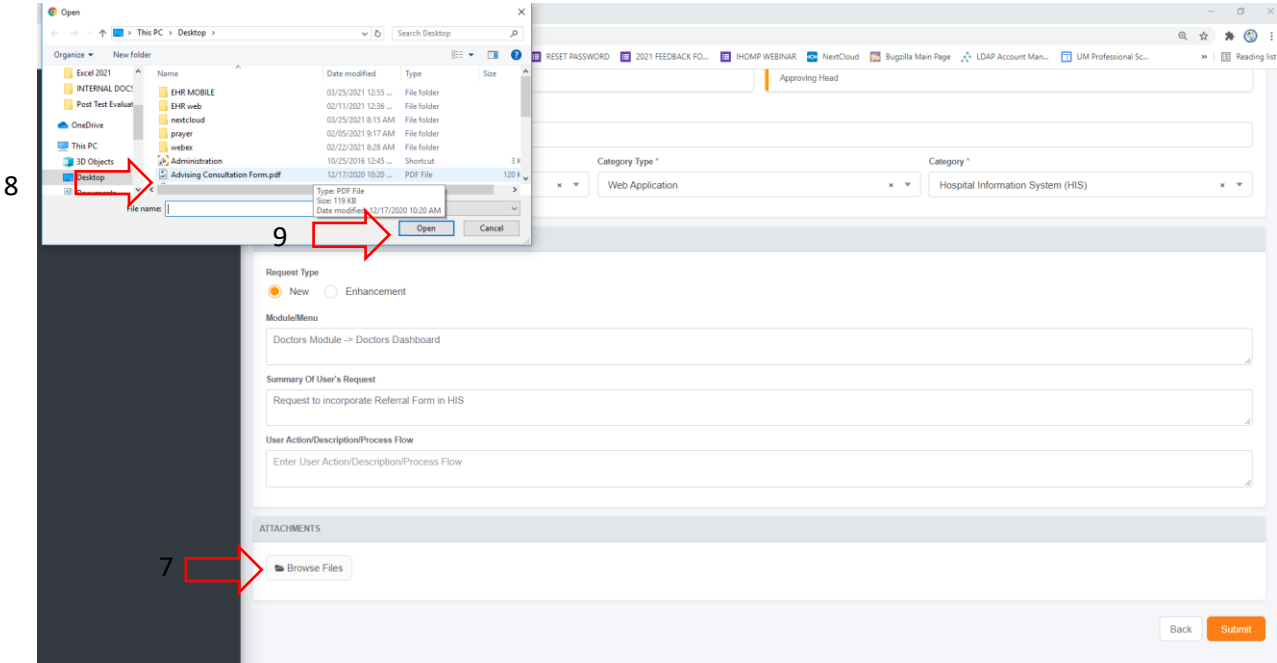 Open
This PC > Desktop >
Search Desktop
Organize
New folder
Excel 2021
INTERNAL DOCS
Post Test Evaluat
OneDrive
This PC
3D Objects
Desktop
Documents
Name Date modified Type Size
EHR MOBILE 03/25/2021 12:55 ... File folder
EHR web 02/11/2021 12:36 ... File folder
nextcloud 03/25/2021 8:15 AM File folder
prayer 02/05/2021 9:17 AM File folder
webex 02/22/2021 8:28 AM File folder
Administration 10/25/2016 12:45 ... Shortcut 3 K
Advising Consultation Form.pdf 12/17/2020 10:20 ... PDF File 120 K
Type: PDF File
Size: 119 KB
Date modified: 12/17/2020 10:20 AM
File name:
Open Cancel
8
9
RESET PASSWORD 2021 FEEDBACK FO... IHOMP WEBINAR NextCloud Bugzilla Main Page LDAP Account Man... UM Professional Sc... » Reading list
Approving Head
Category Type * Category *
× Web Application × Hospital Information System (HIS) ×
Request Type
New Enhancement
Module/Menu
Doctors Module -> Doctors Dashboard
Summary Of User's Request
Request to incorporate Referral Form in HIS
User Action/Description/Process Flow
Enter User Action/Description/Process Flow
ATTACHMENTS
7
Browse Files
Back Submit